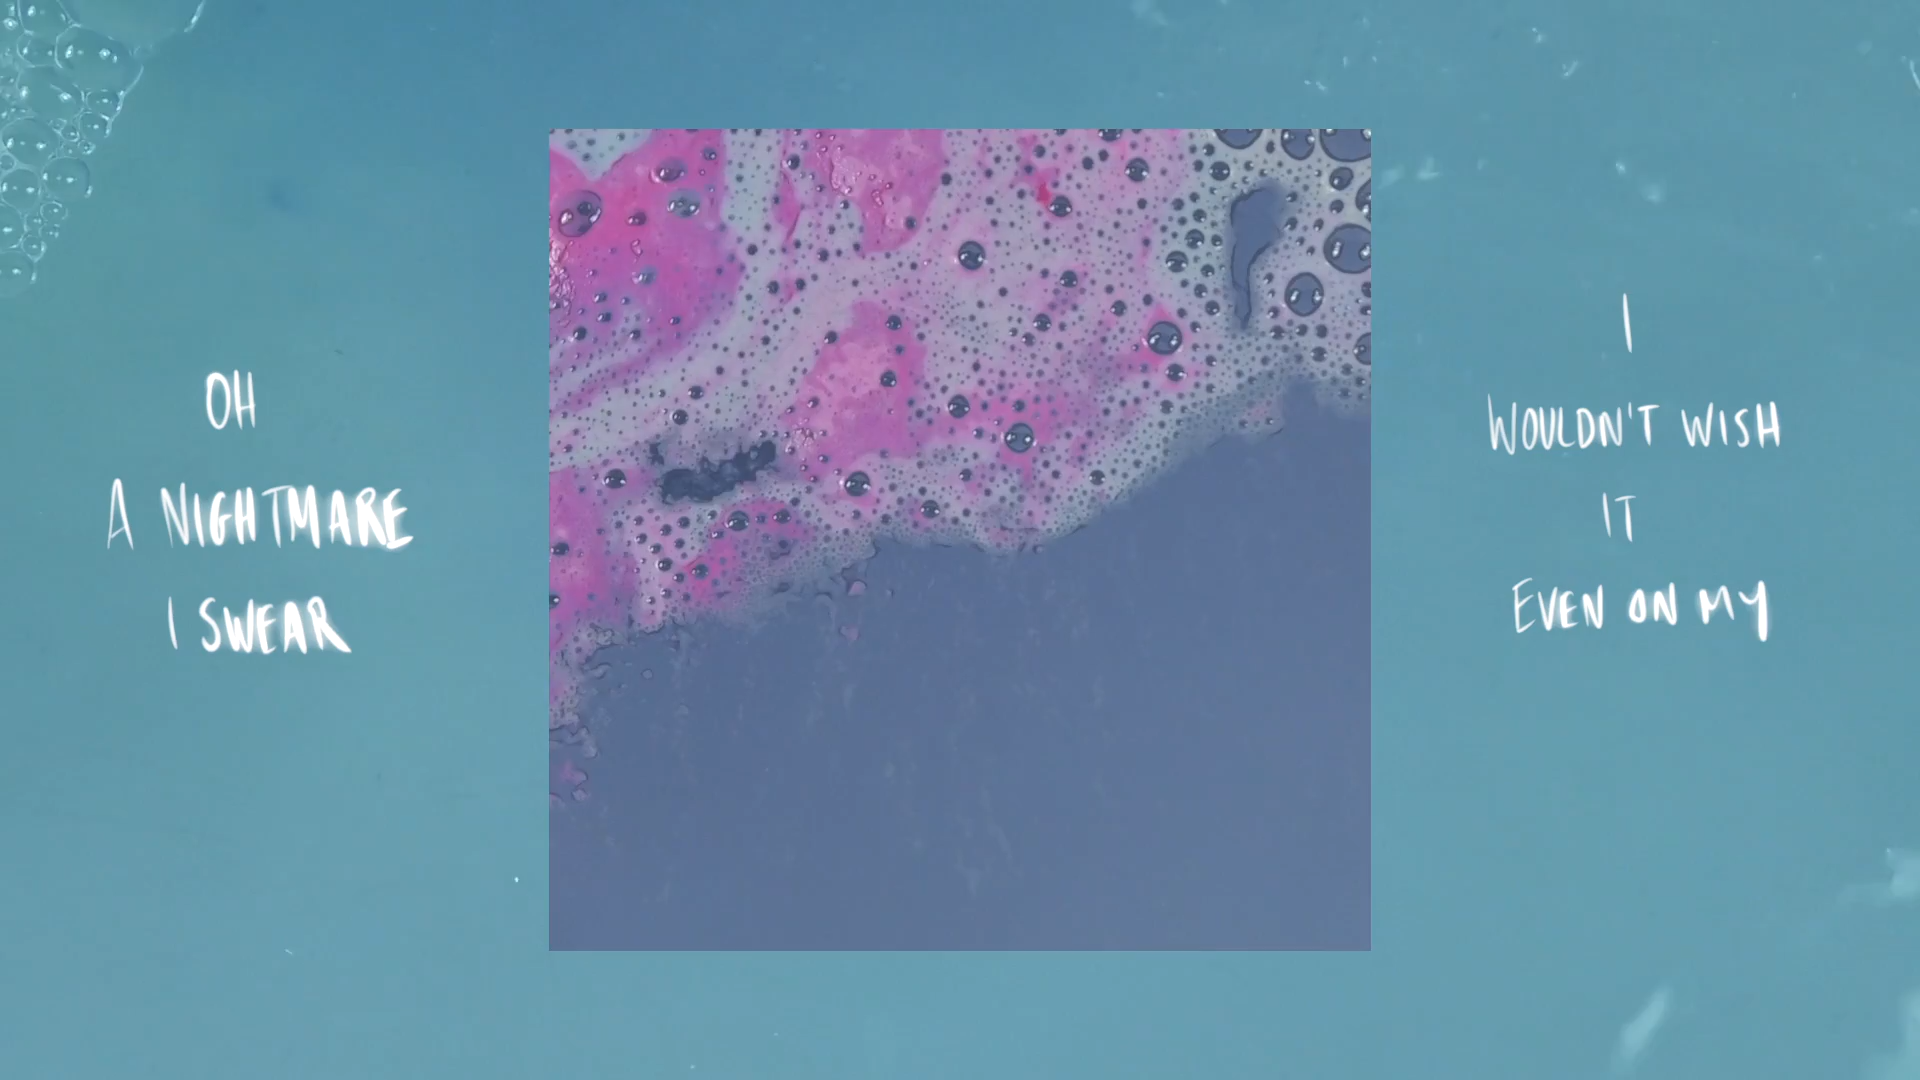 OH
A NIGHTMARE
I SWEAR
I
WOULDN'T WISH
IT
EVEN ON MY